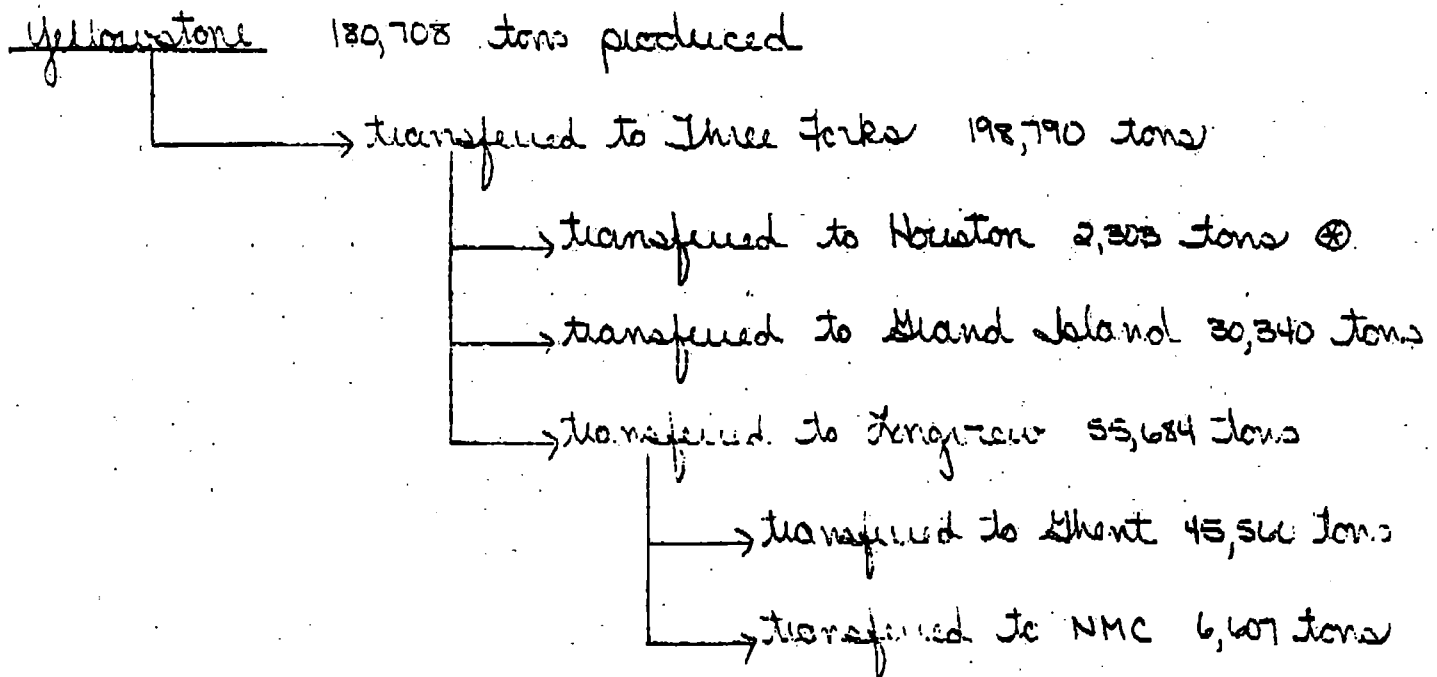 Yellowstone 180,708 tons produced
transferred to Three Forks 198,790 tons
transferred to Houston 2,303 tons ⊛
transferred to Grand Island 30,340 tons
transferred to Longview 55,684 tons
transferred to Ghent tons
transferred to NMC 6,607 tons